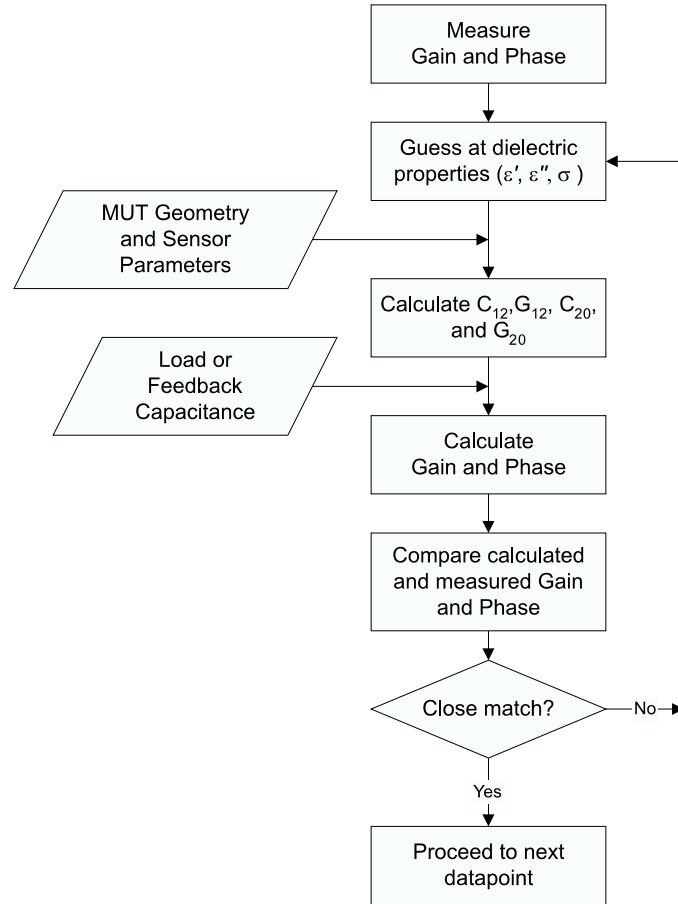 Measure
Gain and Phase
Guess at dielectric
properties (ε′, ε″, σ )
MUT Geometry
and Sensor
Parameters
Calculate C₁₂,G₁₂, C₂₀,
and G₂₀
Load or
Feedback
Capacitance
Calculate
Gain and Phase
Compare calculated
and measured Gain
and Phase
Close match?
No
Yes
Proceed to next
datapoint